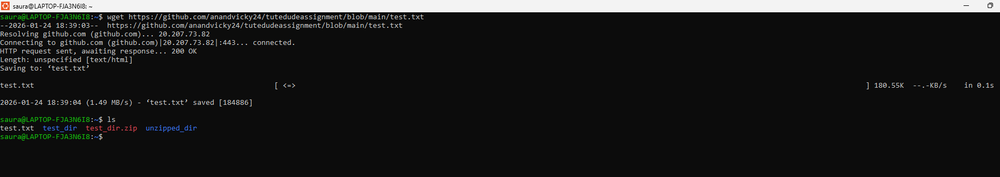 saura@LAPTOP-FJA3N6I8: ~
saura@LAPTOP-FJA3N6I8:~$ wget https://github.com/anandvicky24/tutedudeassignment/blob/main/test.txt
--2026-01-24 18:39:03--  https://github.com/anandvicky24/tutedudeassignment/blob/main/test.txt
Resolving github.com (github.com)... 20.207.73.82
Connecting to github.com (github.com)|20.207.73.82|:443... connected.
HTTP request sent, awaiting response... 200 OK
Length: unspecified [text/html]
Saving to: ‘test.txt’
test.txt [ <=> ] 180.55K  --.-KB/s    in 0.1s
2026-01-24 18:39:04 (1.49 MB/s) - ‘test.txt’ saved [184886]
saura@LAPTOP-FJA3N6I8:~$ ls
test.txt  test_dir  test_dir.zip  unzipped_dir
saura@LAPTOP-FJA3N6I8:~$